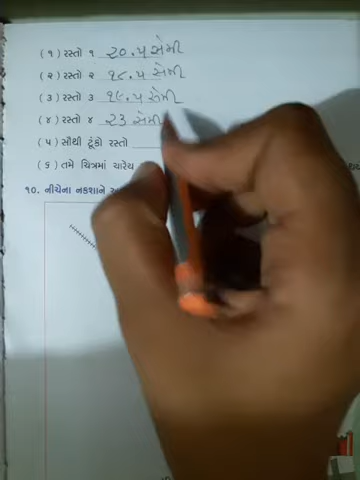 (૧) રસ્તો ૧ ૨૦.૫ સેમી
(૨) રસ્તો ૨ ૧૮.૫ સેમી
(૩) રસ્તો ૩ ૧૯.૫ સેમી
(૪) રસ્તો ૪ ૨૩ સેમી
(૫) સૌથી ટૂંકો રસ્તો
(૬) તમે ચિત્રમાં ચારેય
૧૦. નીચેના નકશાને